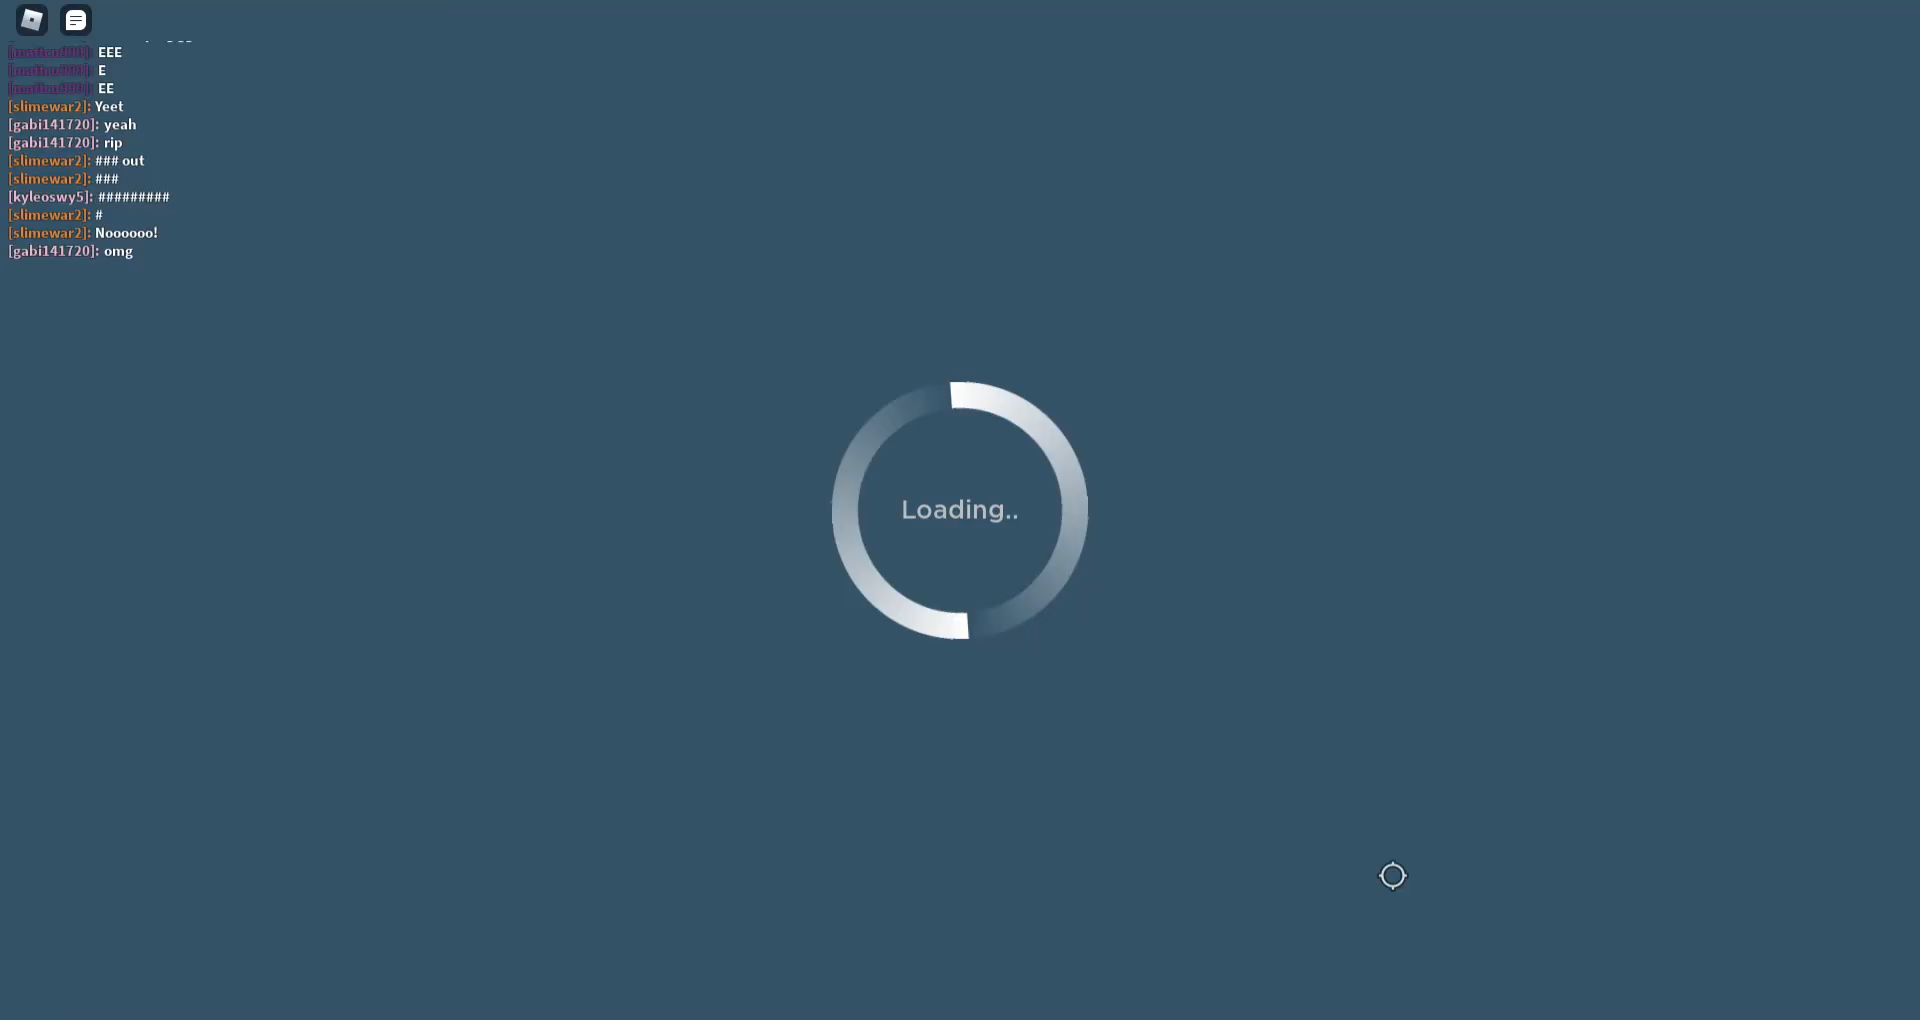 EEE
E
EE
[slimewar2]: Yeet
[gabi141720]: yeah
[gabi141720]: rip
[slimewar2]: ### out
[slimewar2]: ###
[kyleoswy5]: #########
[slimewar2]: #
[slimewar2]: Noooooo!
[gabi141720]: omg
Loading..